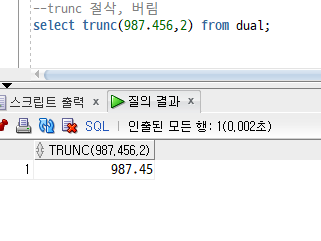 --trunc 절삭, 버림
select trunc(987.456,2) from dual;
스크립트 출력 x 질의 결과 x
SQL | 인출된 모든 행: 1(0,002초)
TRUNC(987,456,2)
1 987.45